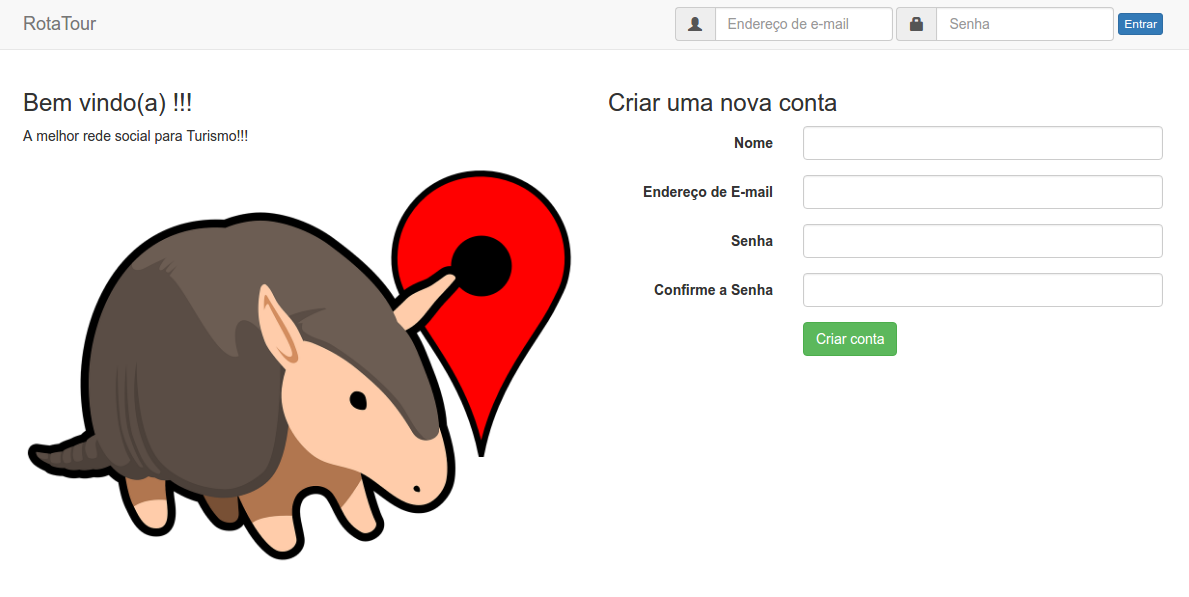 RotaTour
Endereço de e-mail
Senha
Entrar
Bem vindo(a) !!!
A melhor rede social para Turismo!!!
Criar uma nova conta
Nome
Endereço de E-mail
Senha
Confirme a Senha
Criar conta